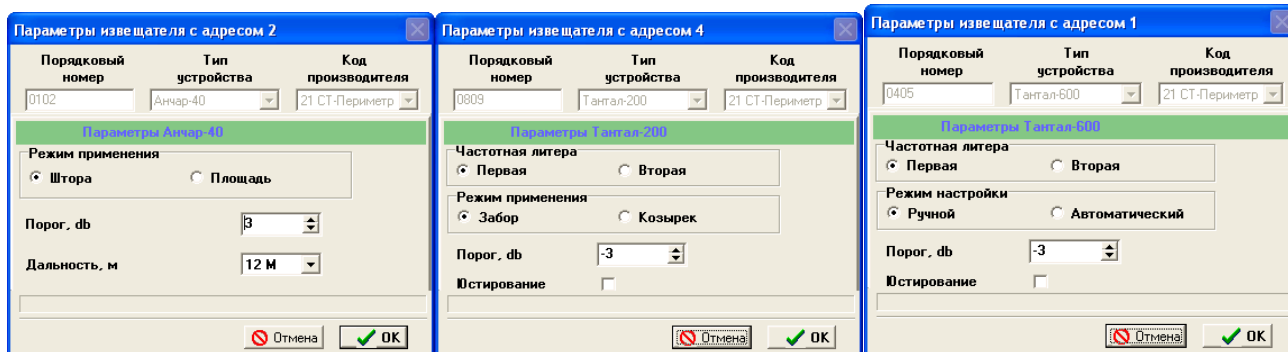 Параметры извещателя с адресом 2
Порядковый номер
Тип устройства
Код производителя
0102
Анчар-40
21 СТ-Периметр
Параметры Анчар-40
Режим применения
Штора
Площадь
Порог, db
3
Дальность, м
12 М
Отмена
OK
Параметры извещателя с адресом 4
Порядковый номер
Тип устройства
Код производителя
0809
Тантал-200
21 СТ-Периметр
Параметры Тантал-200
Частотная литера
Первая
Вторая
Режим применения
Забор
Козырек
Порог, db
-3
Юстирование
Отмена
OK
Параметры извещателя с адресом 1
Порядковый номер
Тип устройства
Код производителя
0405
Тантал-600
21 СТ-Периметр
Параметры Тантал-600
Частотная литера
Первая
Вторая
Режим настройки
Ручной
Автоматический
Порог, db
-3
Юстирование
Отмена
OK